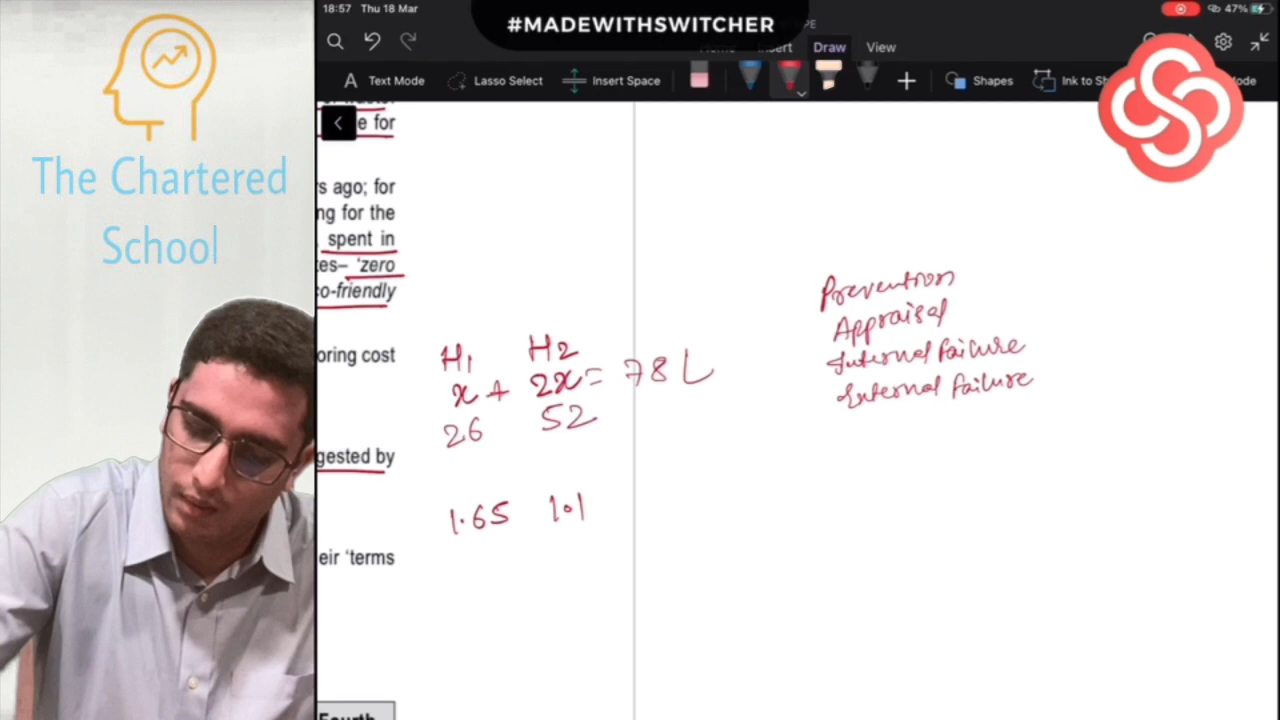 18:57 Thu 18 Mar
#MADEWITHSWITCHER
47%
Draw
View
Text Mode
Lasso Select
Insert Space
Shapes
The Chartered
School
e for
s ago; for
ng for the
spent in
tes– ‘zero
co-friendly
oring cost
gested by
eir ‘terms
Fourth
H1 H2
x + 2x = 78 L
26 52
1.65 1.1
Prevention
Appraisal
Internal failure
External failure